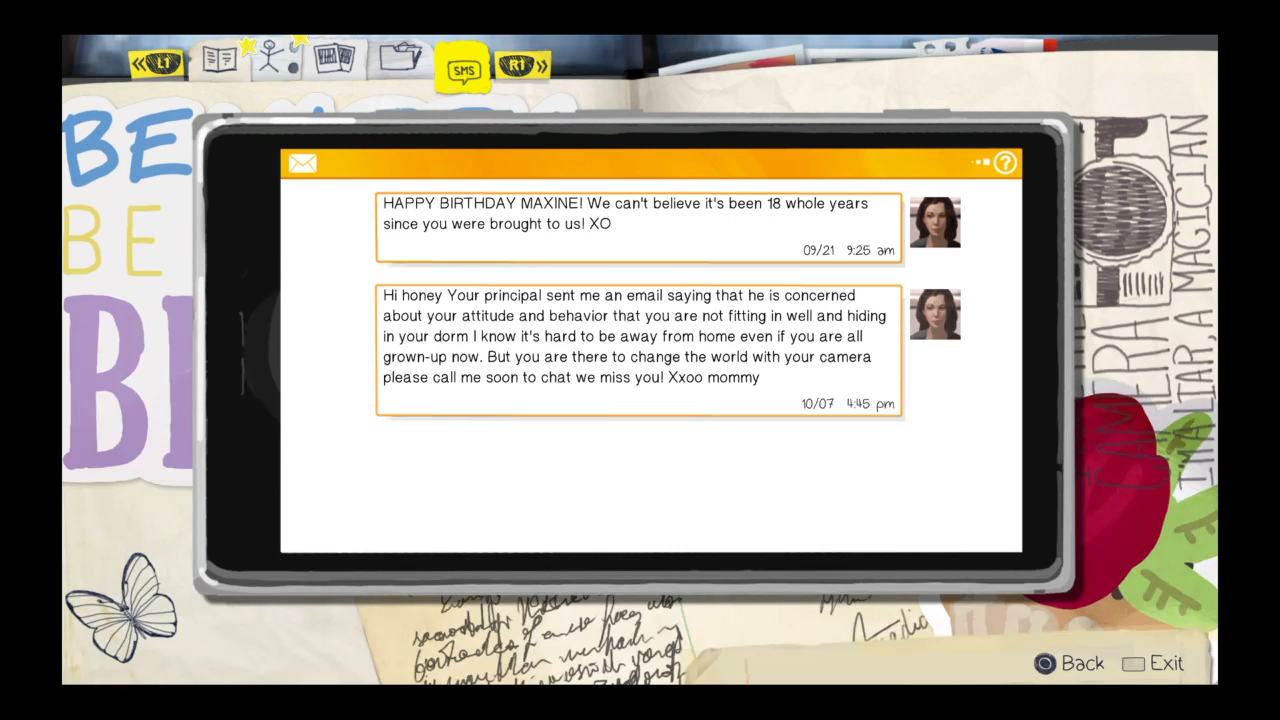 L1
SMS
R1
BE
BE
HAPPY BIRTHDAY MAXINE! We can't believe it's been 18 whole years
since you were brought to us! XO
09/21 9:25 am
Hi honey Your principal sent me an email saying that he is concerned
about your attitude and behavior that you are not fitting in well and hiding
in your dorm I know it's hard to be away from home even if you are all
grown-up now. But you are there to change the world with your camera
please call me soon to chat we miss you! Xxoo mommy
10/07 4:45 pm
?
CAMERA
I'M A LIAR, A MAGICIAN
Back
Exit